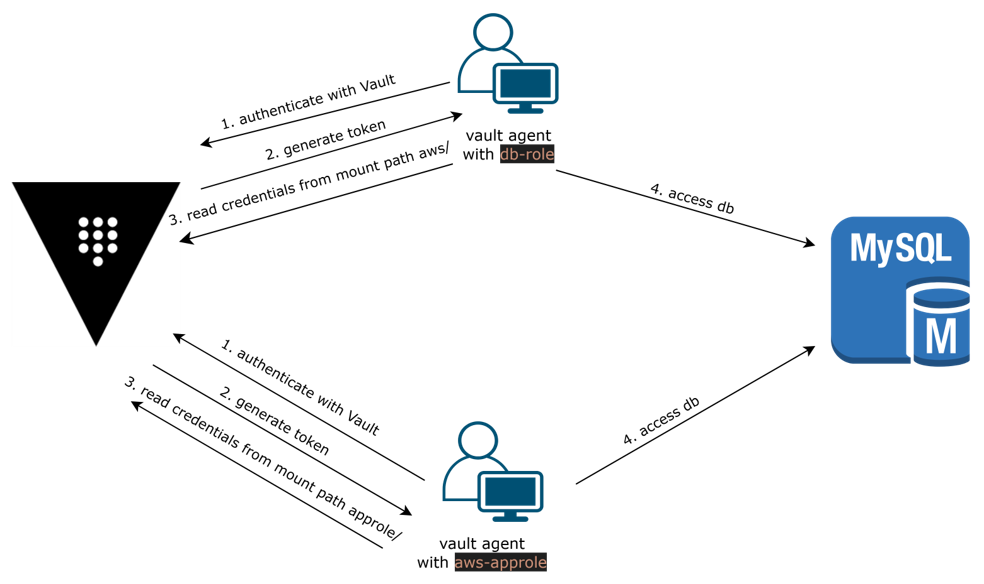 1. authenticate with Vault
2. generate token
3. read credentials from mount path aws/
vault agent
with db-role
4. access db
MySQL
M
1. authenticate with Vault
2. generate token
3. read credentials from mount path approle/
4. access db
vault agent
with aws-approle